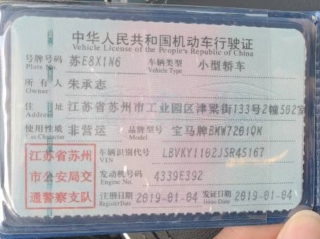 中华人民共和国机动车行驶证
Vehicle License of the People's Republic of China
号牌号码 苏E8X1N6 车辆类型 小型轿车
Plate No. Vehicle Type
所有人 朱承志
Owner
住址 江苏省苏州市工业园区津梁街133号2幢502室
Address
使用性质 非营运 品牌型号 宝马牌BMW7201QM
Model
江苏省苏州
市公安局交
通警察支队
车辆识别代号 LBVKY1102JSR4S167
VIN
发动机号码 4339E392
Engine No.
注册日期 2019-01-04 发证日期 2019-01-04
Register Date Issue Date